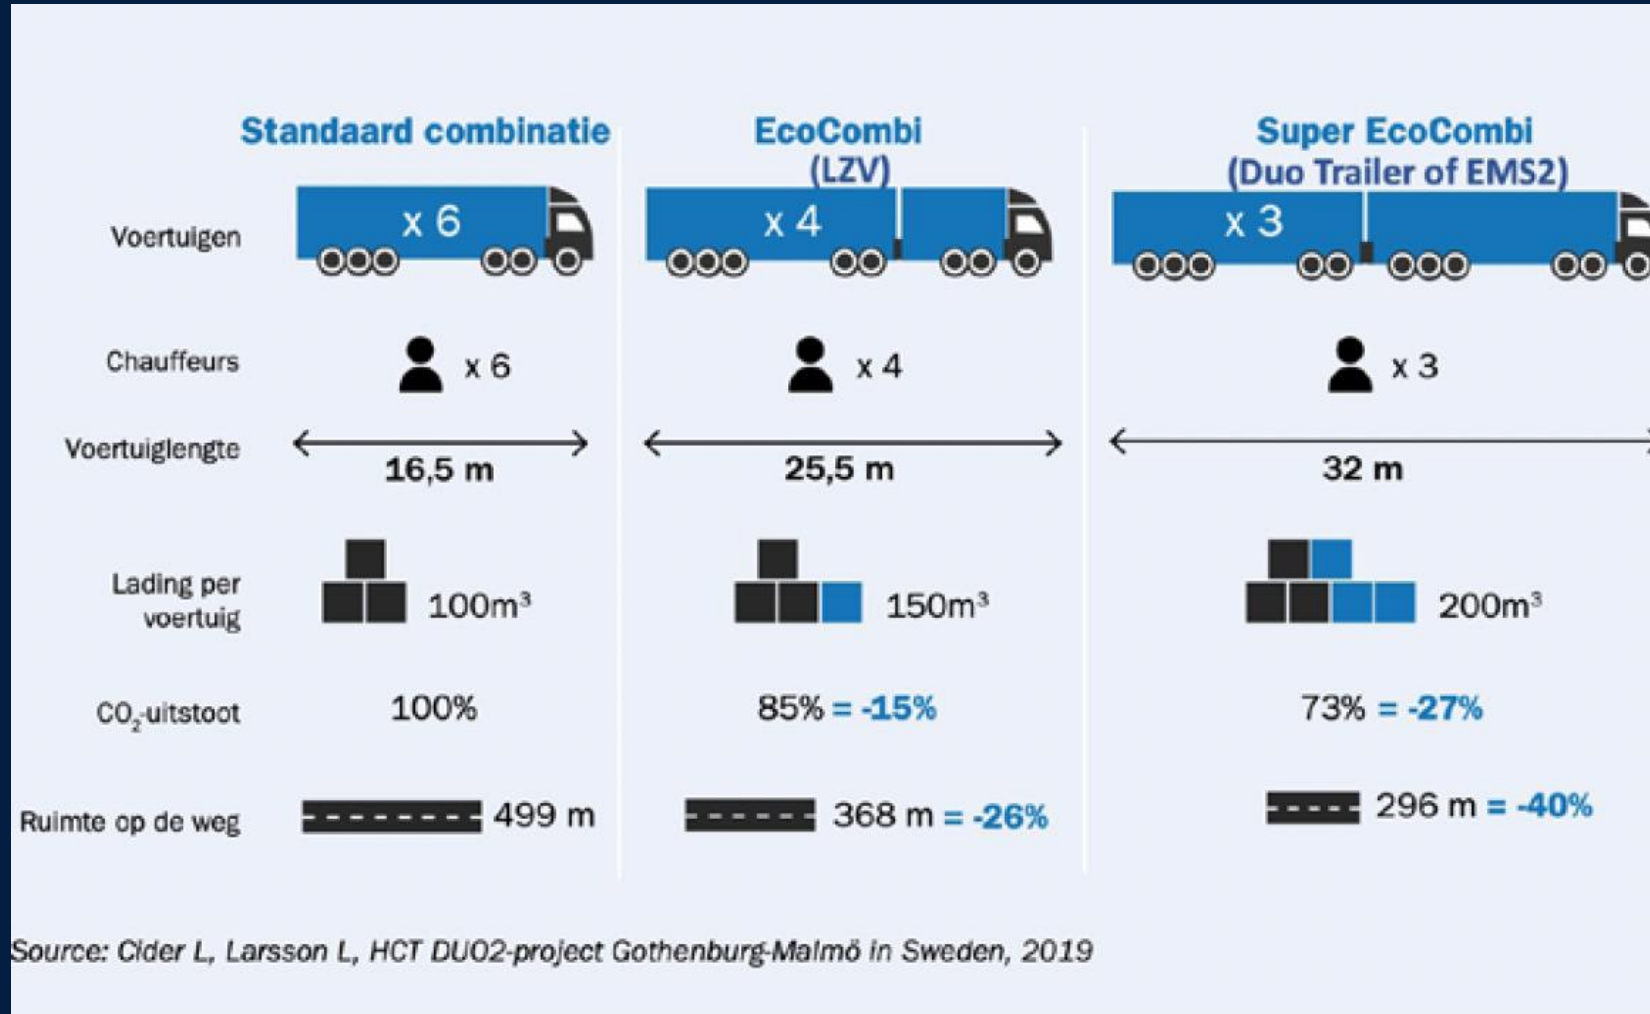 Standaard combinatie
EcoCombi
(LZV)
Super EcoCombi
(Duo Trailer of EMS2)
Voertuigen
x 6
x 4
x 3
Chauffeurs
x 6
x 4
x 3
Voertuiglengte
16,5 m
25,5 m
32 m
Lading per
voertuig
100m³
150m³
200m³
CO₂-uitstoot
100%
85% = -15%
73% = -27%
Ruimte op de weg
499 m
368 m = -26%
296 m = -40%
Source: Cider L, Larsson L, HCT DUO2-project Gothenburg-Malmö in Sweden, 2019